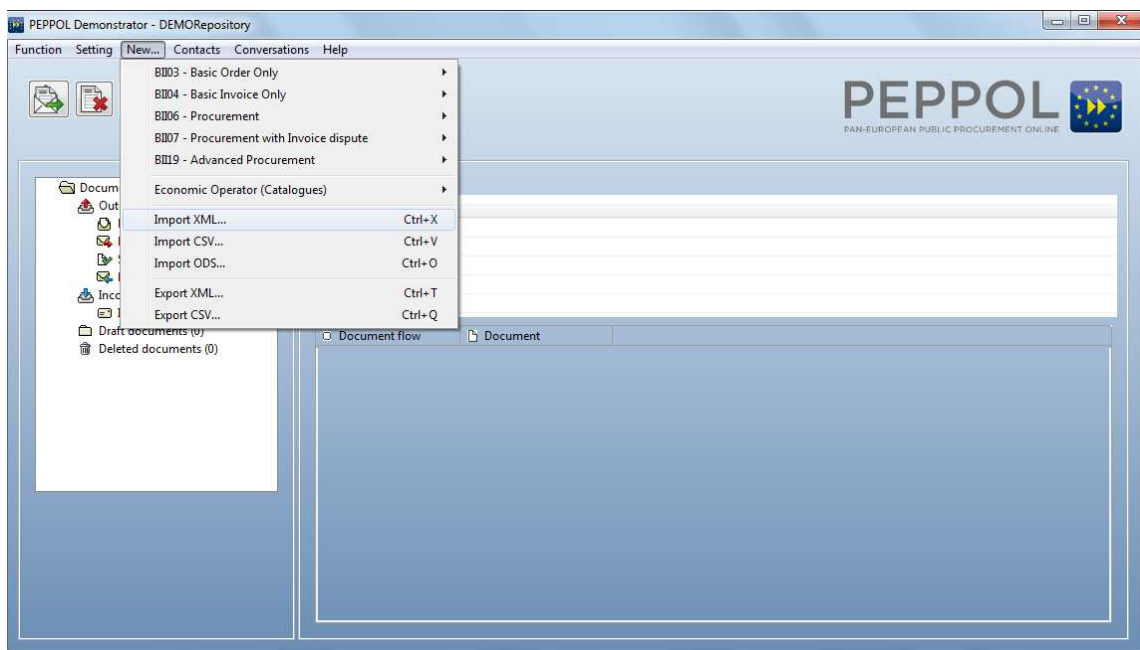 PEPPOL Demonstrator - DEMORepository
Function Setting New... Contacts Conversations Help
BII03 - Basic Order Only
BII04 - Basic Invoice Only
BII06 - Procurement
BII07 - Procurement with Invoice dispute
BII19 - Advanced Procurement
Economic Operator (Catalogues)
Import XML... Ctrl+X
Import CSV... Ctrl+V
Import ODS... Ctrl+O
Export XML... Ctrl+T
Export CSV... Ctrl+Q
PEPPOL
PAN-EUROPEAN PUBLIC PROCUREMENT ONLINE
Docum
Out
Inco
Draft documents (0)
Deleted documents (0)
Document flow Document